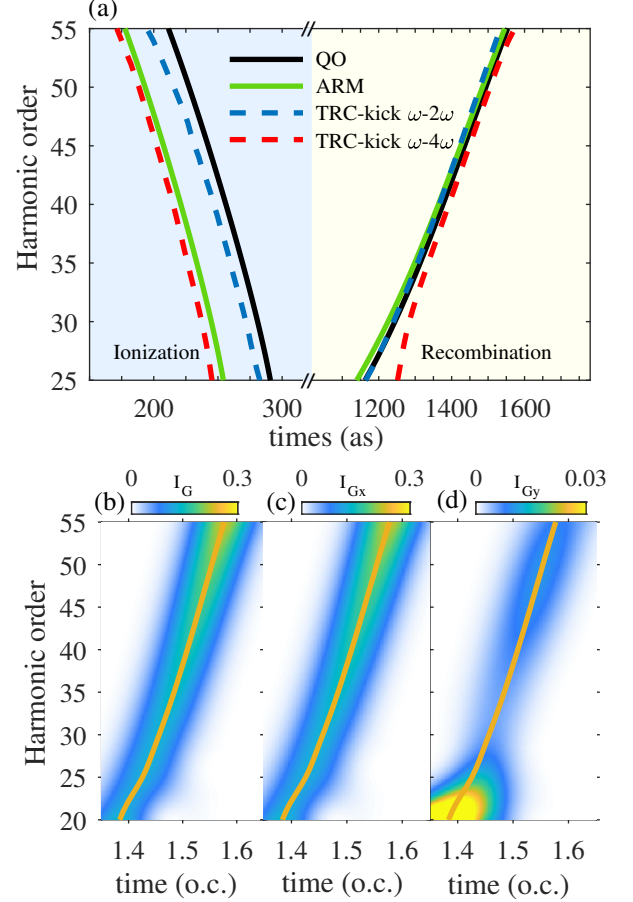 (a)
55
50
45
40
35
30
25
Harmonic order
QO
ARM
TRC-kick ω-2ω
TRC-kick ω-4ω
Ionization
Recombination
200 300 // 1200 1400 1600
times (as)
0 I_G 0.3
0 I_Gx 0.3
0 I_Gy 0.03
(b) (c) (d)
55
50
45
40
35
30
25
20
Harmonic order
1.4 1.5 1.6 1.4 1.5 1.6 1.4 1.5 1.6
time (o.c.) time (o.c.) time (o.c.)